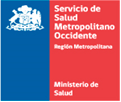 Servicio de
Salud
Metropolitano
Occidente
Región Metropolitana
Ministerio de
Salud